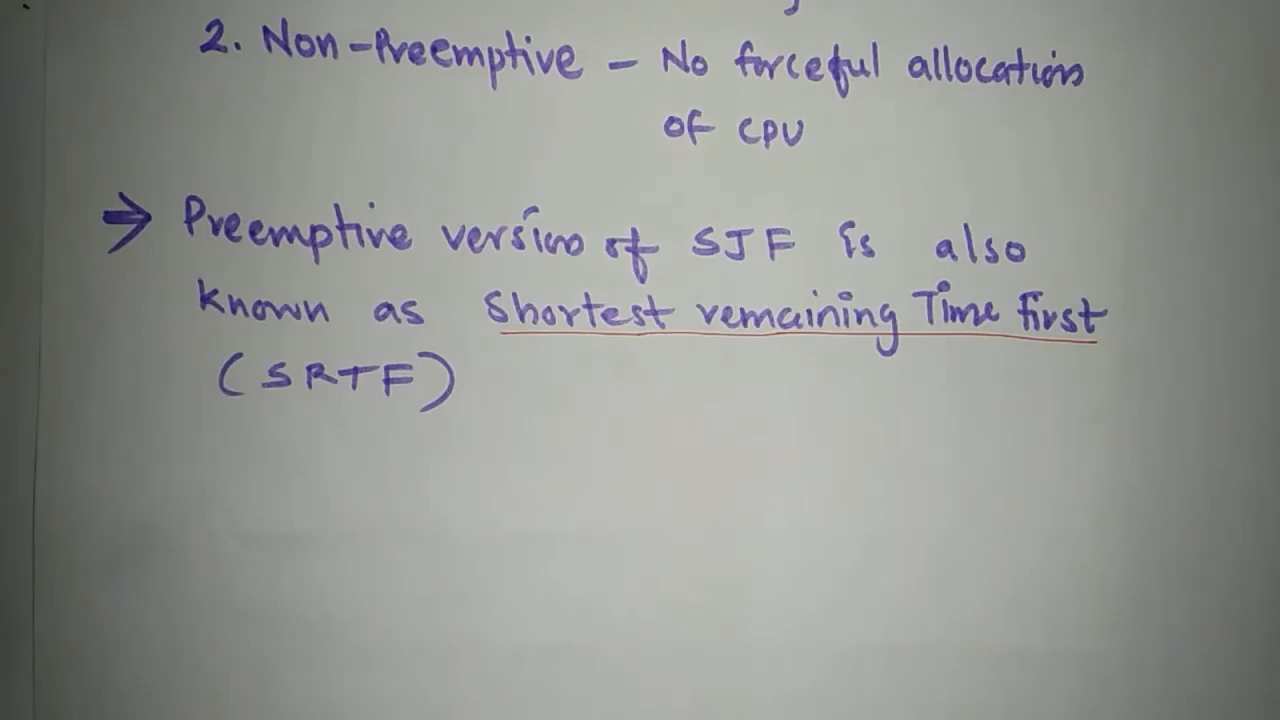 2. Non-Preemptive - No forceful allocation
of CPU
→ Preemptive version of SJF is also
known as Shortest remaining Time first
(SRTF)